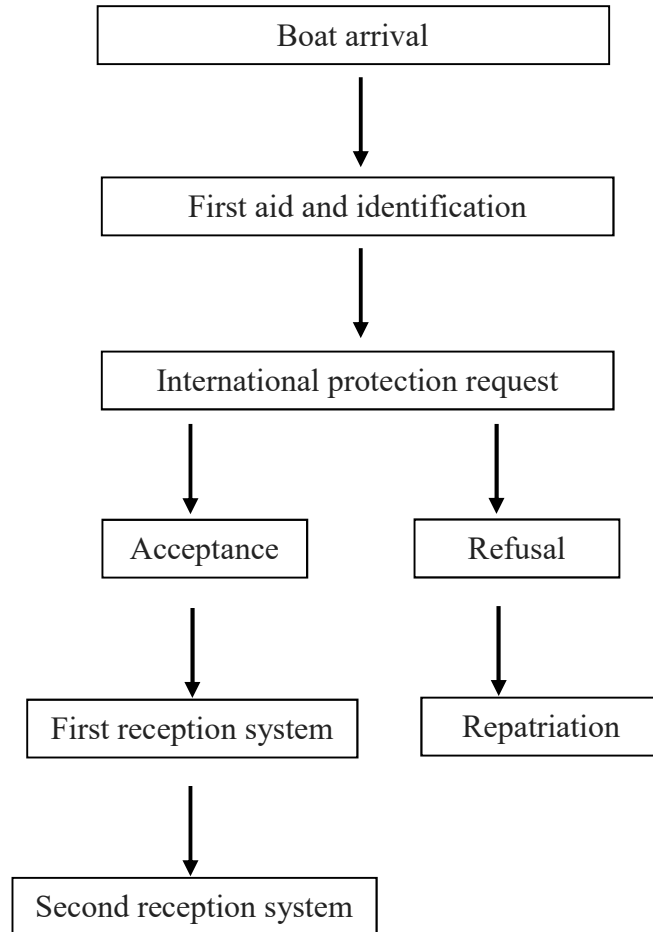 Boat arrival
First aid and identification
International protection request
Acceptance
Refusal
First reception system
Repatriation
Second reception system